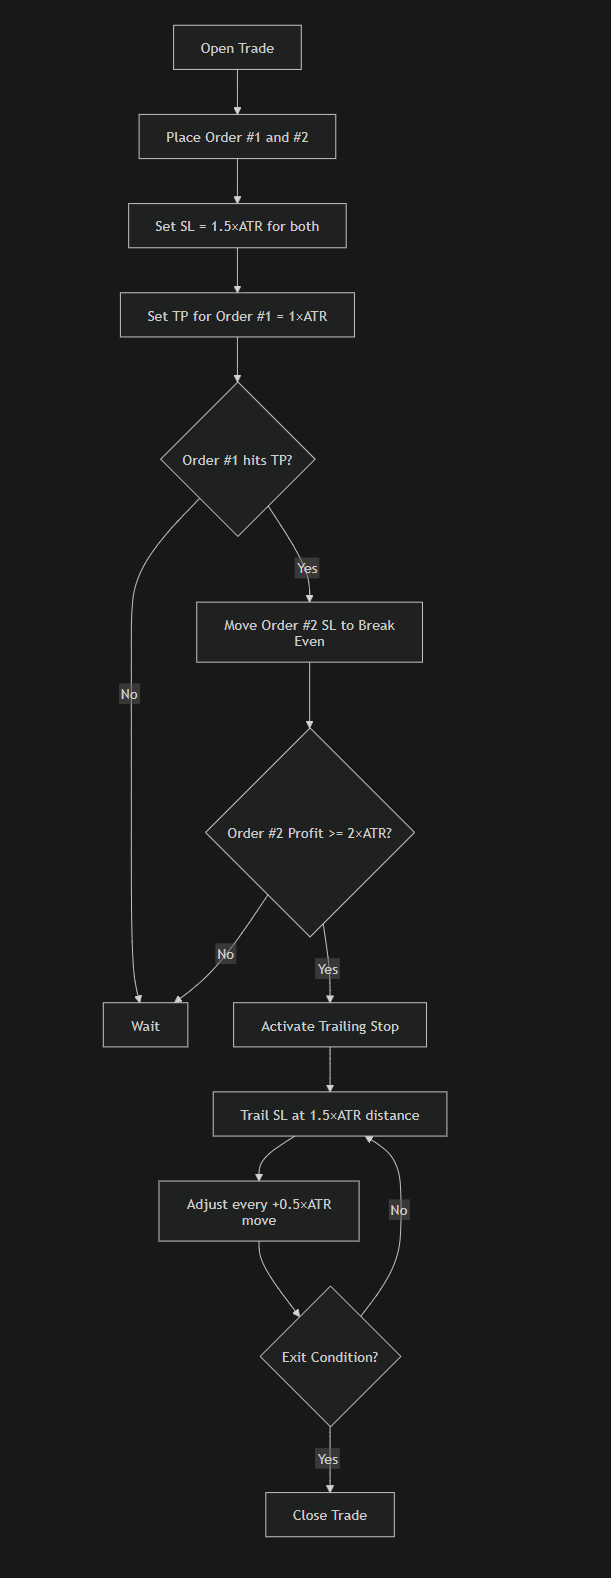 Open Trade
Place Order #1 and #2
Set SL = 1.5×ATR for both
Set TP for Order #1 = 1×ATR
Order #1 hits TP?
Yes
Move Order #2 SL to Break
Even
No
Order #2 Profit >= 2×ATR?
No
Yes
Wait
Activate Trailing Stop
Trail SL at 1.5×ATR distance
Adjust every +0.5×ATR
move
No
Exit Condition?
Yes
Close Trade